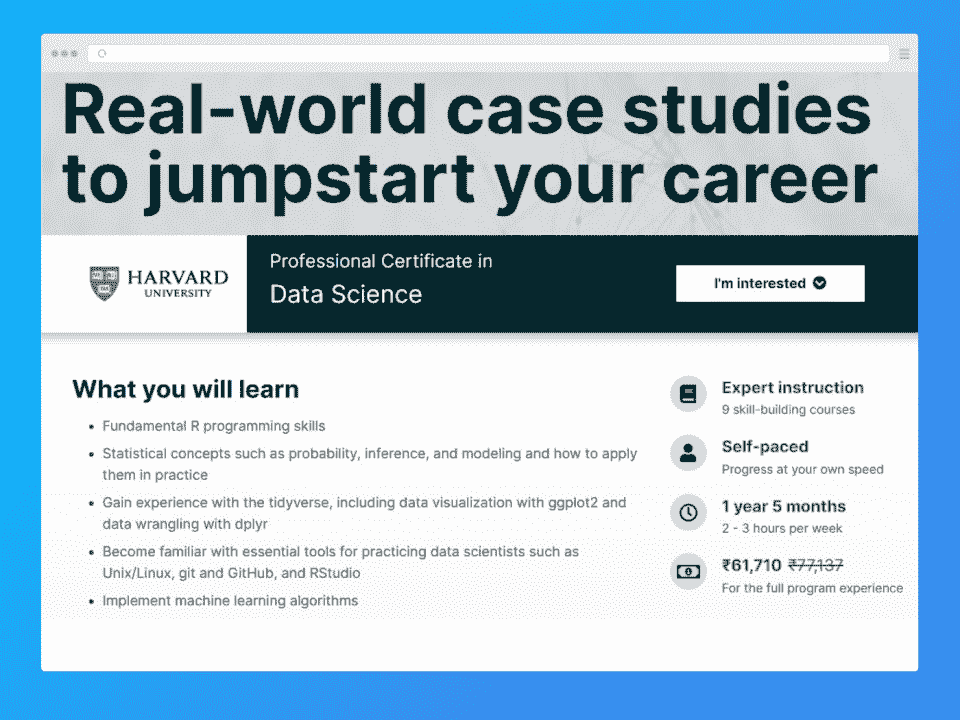 Real-world case studies
to jumpstart your career
HARVARD
UNIVERSITY
Professional Certificate in
Data Science
I'm interested
What you will learn
• Fundamental R programming skills
• Statistical concepts such as probability, inference, and modeling and how to apply
them in practice
• Gain experience with the tidyverse, including data visualization with ggplot2 and
data wrangling with dplyr
• Become familiar with essential tools for practicing data scientists such as
Unix/Linux, git and GitHub, and RStudio
• Implement machine learning algorithms
Expert instruction
9 skill-building courses
Self-paced
Progress at your own speed
1 year 5 months
2 - 3 hours per week
₹61,710 ₹77,137
For the full program experience